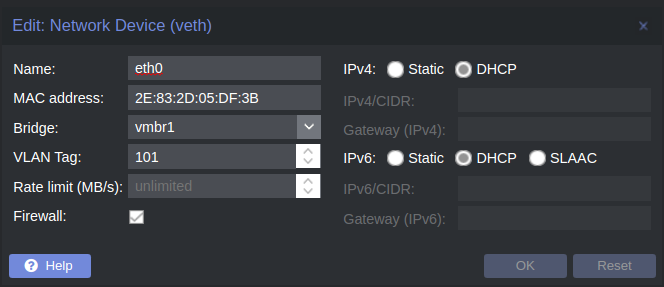 Edit: Network Device (veth)
Name: eth0
MAC address: 2E:83:2D:05:DF:3B
Bridge: vmbr1
VLAN Tag: 101
Rate limit (MB/s): unlimited
Firewall:
IPv4: Static DHCP
IPv4/CIDR:
Gateway (IPv4):
IPv6: Static DHCP SLAAC
IPv6/CIDR:
Gateway (IPv6):
Help
OK
Reset